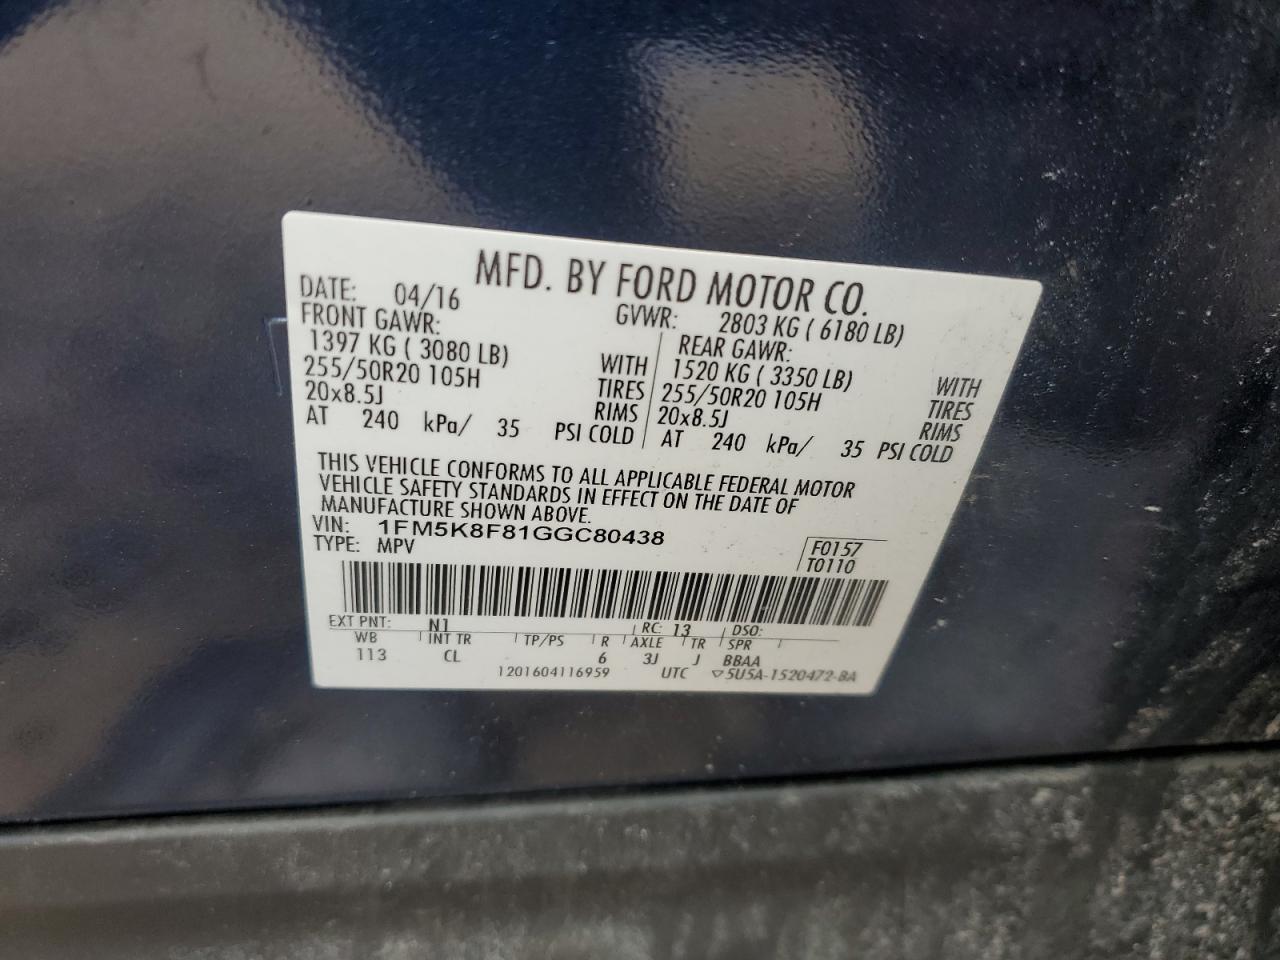 MFD. BY FORD MOTOR CO.
DATE: 04/16 GVWR: 2803 KG ( 6180 LB)
FRONT GAWR: REAR GAWR:
1397 KG ( 3080 LB) WITH 1520 KG ( 3350 LB) WITH
255/50R20 105H TIRES 255/50R20 105H TIRES
20x8.5J RIMS 20x8.5J RIMS
AT 240 kPa/ 35 PSI COLD AT 240 kPa/ 35 PSI COLD
THIS VEHICLE CONFORMS TO ALL APPLICABLE FEDERAL MOTOR
VEHICLE SAFETY STANDARDS IN EFFECT ON THE DATE OF
MANUFACTURE SHOWN ABOVE.
VIN: 1FM5K8F81GGC80438
TYPE: MPV F0157
T0110
EXT PNT: N1 RC: 13 DSO:
WB INT TR TP/PS R AXLE TR SPR
113 CL 6 3J J BBAA
1201604116959 UTC ▽5U5A-1520472-BA